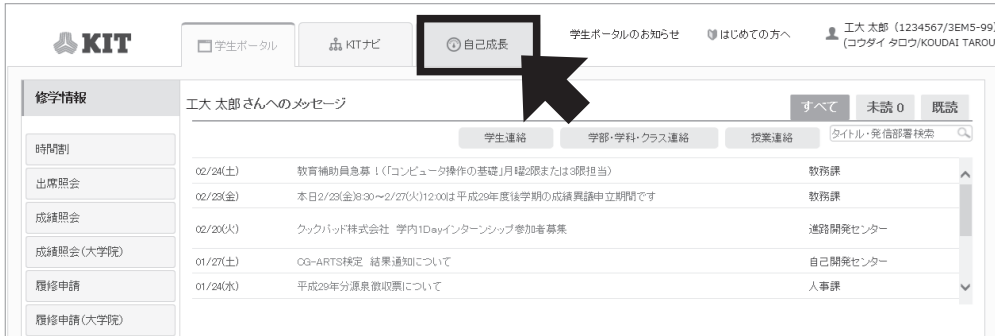 KIT
学生ポータル
KITナビ
自己成長
学生ポータルのお知らせ
はじめての方へ
工大 太郎 (1234567/3EM5-99)
(コウダイ タロウ/KOUDAI TAROU
修学情報
時間割
出席照会
成績照会
成績照会(大学院)
履修申請
履修申請(大学院)
工大 太郎さんへのメッセージ
すべて 未読 0 既読
学生連絡 学部・学科・クラス連絡 授業連絡 タイトル・発信部署検索
02/24(土) 教育補助員急募!(「コンピュータ操作の基礎」月曜2限または3限担当) 教務課
02/23(金) 本日2/23(金)8:30~2/27(火)12:00は平成29年度後学期の成績異議申立期間です 教務課
02/20(火) クックパッド株式会社 学内1Dayインターンシップ参加者募集 進路開発センター
01/27(土) CG-ARTS検定 結果通知について 自己開発センター
01/24(水) 平成29年分源泉徴収票について 人事課